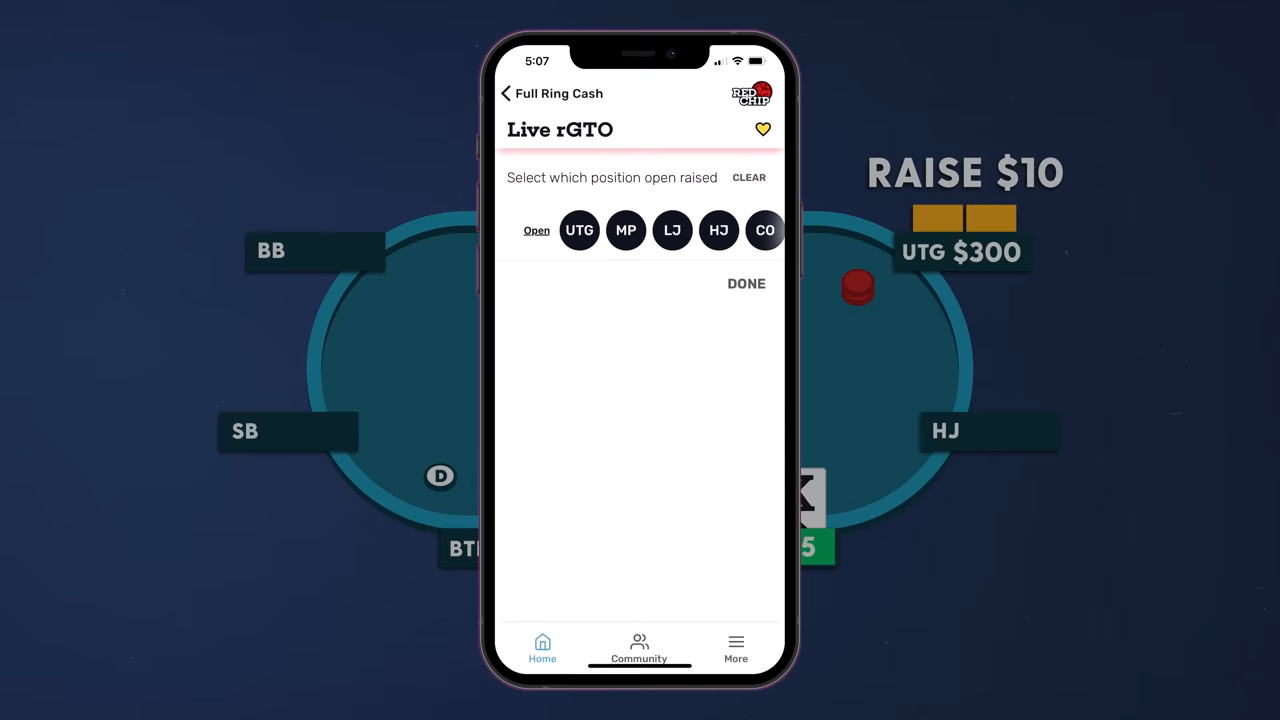 5:07
Full Ring Cash
RED CHIP
Live rGTO
Select which position open raised
CLEAR
Open
UTG
MP
LJ
HJ
CO
DONE
Home
Community
More
RAISE $10
UTG $300
BB
SB
HJ
D
5